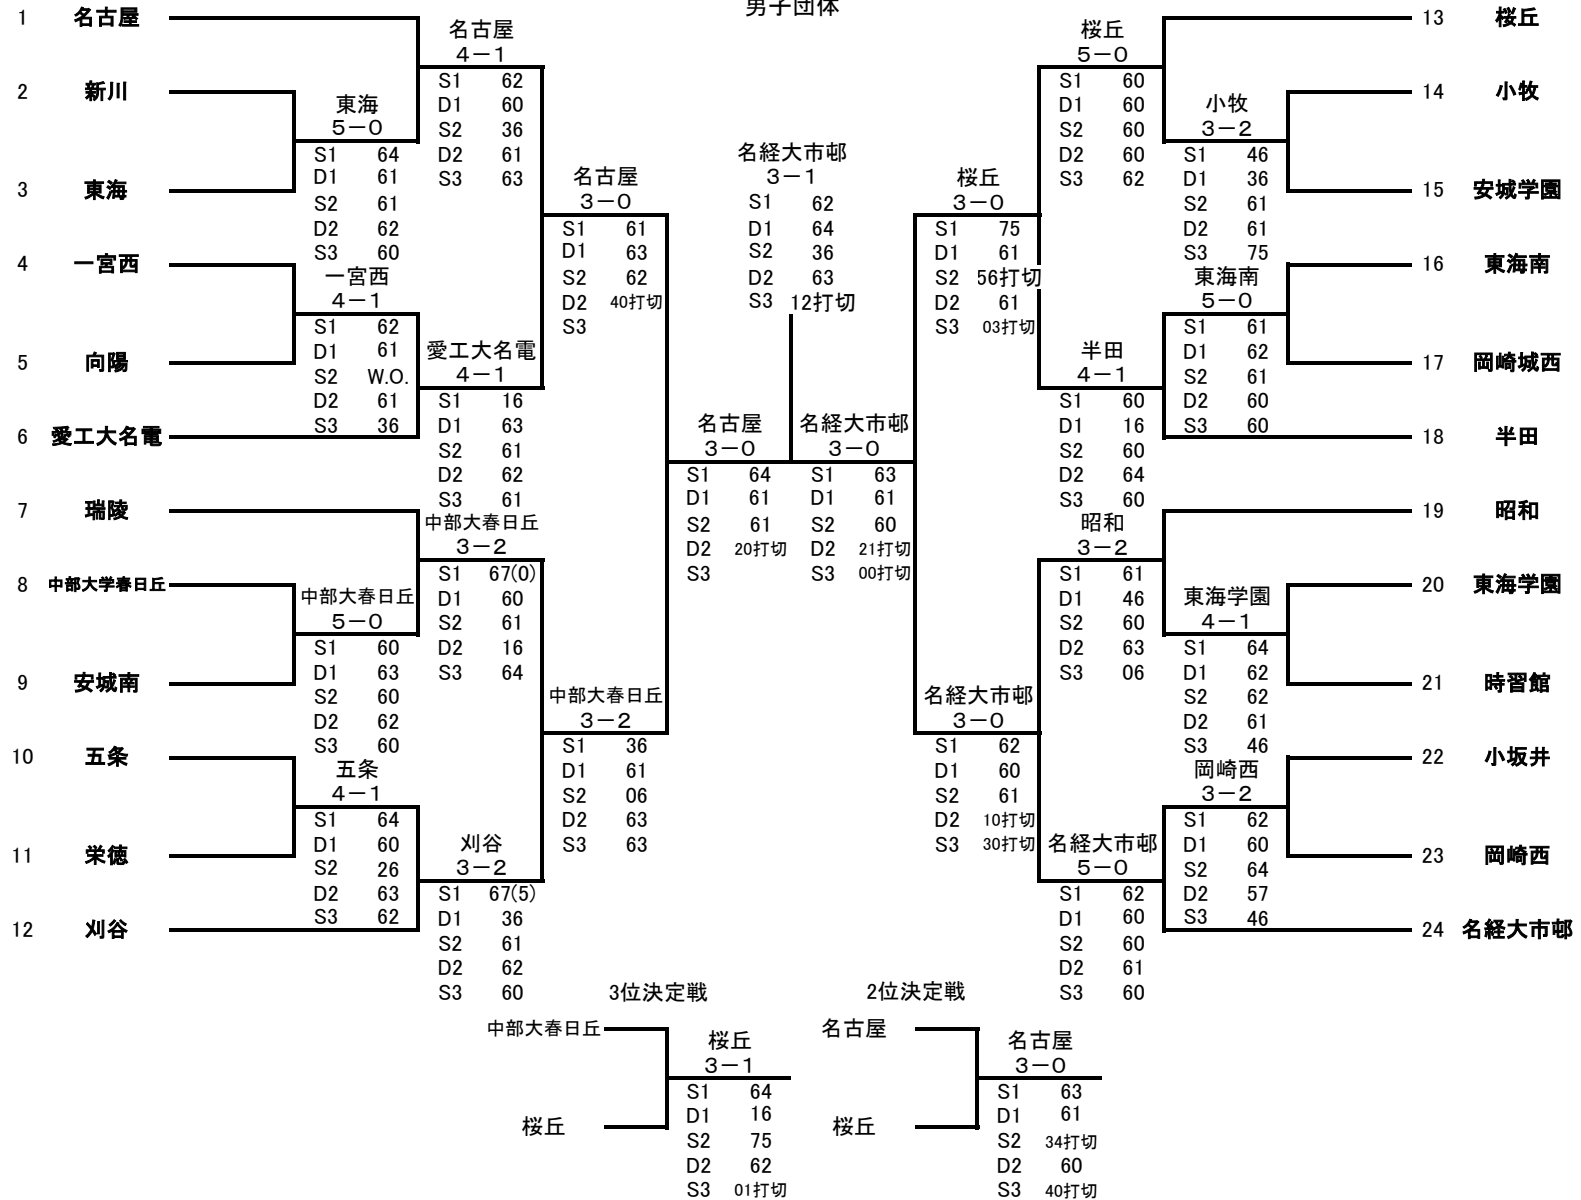 男子団体
1 名古屋
2 新川
3 東海
4 一宮西
5 向陽
6 愛工大名電
7 瑞陵
8 中部大学春日丘
9 安城南
10 五条
11 栄徳
12 刈谷
東海
5－0
S1 64
D1 61
S2 61
D2 62
S3 60
一宮西
4－1
S1 62
D1 61
S2 W.O.
D2 61
S3 36
中部大春日丘
5－0
S1 60
D1 63
S2 60
D2 62
S3 60
五条
4－1
S1 64
D1 60
S2 26
D2 63
S3 62
名古屋
4－1
S1 62
D1 60
S2 36
D2 61
S3 63
愛工大名電
4－1
S1 16
D1 63
S2 61
D2 62
S3 61
中部大春日丘
3－2
S1 67(0)
D1 60
S2 61
D2 16
S3 64
刈谷
3－2
S1 67(5)
D1 36
S2 61
D2 62
S3 60
名古屋
3－0
S1 61
D1 63
S2 62
D2 40打切
S3
中部大春日丘
3－2
S1 36
D1 61
S2 06
D2 63
S3 63
名古屋
3－0
S1 64
D1 61
S2 61
D2 20打切
S3
名経大市邨
3－1
S1 62
D1 64
S2 36
D2 63
S3 12打切
名経大市邨
3－0
S1 63
D1 61
S2 60
D2 21打切
S3 00打切
桜丘
3－0
S1 75
D1 61
S2 56打切
D2 61
S3 03打切
名経大市邨
3－0
S1 62
D1 60
S2 61
D2 10打切
S3 30打切
桜丘
5－0
S1 60
D1 60
S2 60
D2 60
S3 62
半田
4－1
S1 60
D1 16
S2 60
D2 64
S3 60
昭和
3－2
S1 61
D1 46
S2 60
D2 63
S3 06
名経大市邨
5－0
S1 62
D1 60
S2 60
D2 61
S3 60
小牧
3－2
S1 46
D1 36
S2 61
D2 61
S3 75
東海南
5－0
S1 61
D1 62
S2 61
D2 60
S3 60
東海学園
4－1
S1 64
D1 62
S2 62
D2 61
S3 46
岡崎西
3－2
S1 62
D1 60
S2 64
D2 57
S3 46
13 桜丘
14 小牧
15 安城学園
16 東海南
17 岡崎城西
18 半田
19 昭和
20 東海学園
21 時習館
22 小坂井
23 岡崎西
24 名経大市邨
3位決定戦
中部大春日丘
桜丘
桜丘
3－1
S1 64
D1 16
S2 75
D2 62
S3 01打切
2位決定戦
名古屋
桜丘
名古屋
3－0
S1 63
D1 61
S2 34打切
D2 60
S3 40打切